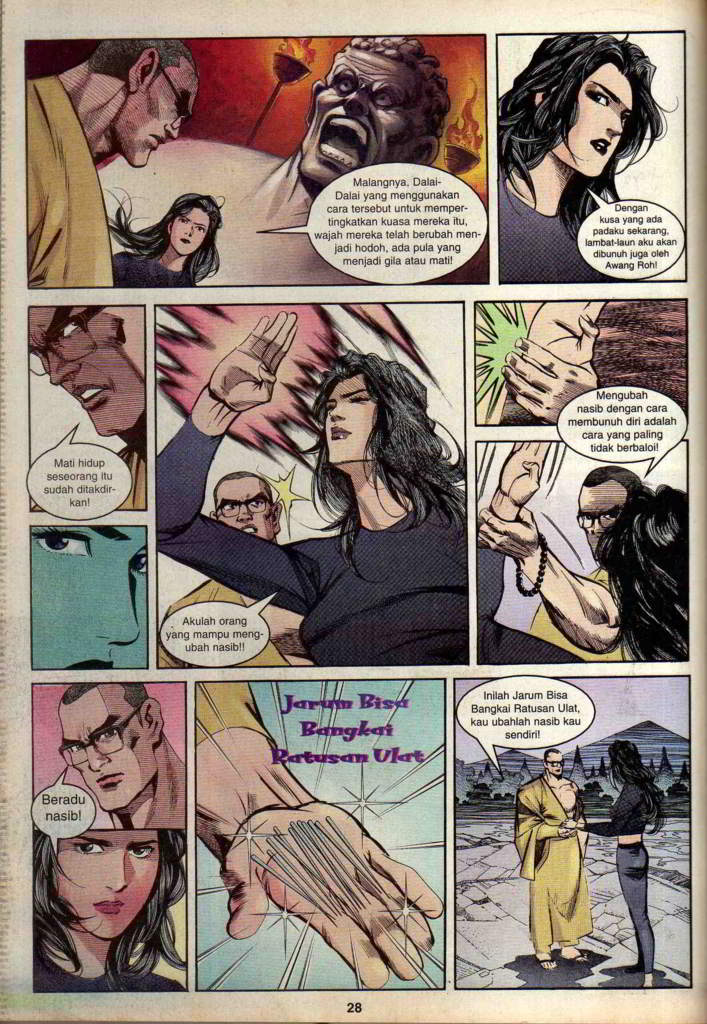 Malangnya, Dalai-
Dalai yang menggunakan
cara tersebut untuk memper-
tingkatkan kuasa mereka itu,
wajah mereka telah berubah men-
jadi hodoh, ada pula yang
menjadi gila atau mati!
Dengan
kusa yang ada
padaku sekarang,
lambat-laun aku akan
dibunuh juga oleh
Awang Roh!
Mati hidup
seseorang itu
sudah ditakdir-
kan!
Akulah orang
yang mampu meng-
ubah nasib!!
Mengubah
nasib dengan cara
membunuh diri adalah
cara yang paling
tidak berbaloi!
Beradu
nasib!
Jarum Bisa
Bangkai
Ratusan Ulat
Inilah Jarum Bisa
Bangkai Ratusan Ulat,
kau ubahlah nasib kau
sendiri!
28